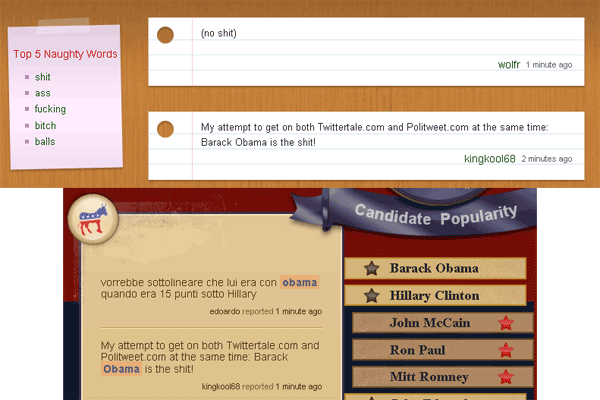 Top 5 Naughty Words
shit
ass
fucking
bitch
balls
(no shit)
wolfr 1 minute ago
My attempt to get on both Twittertale.com and Politweet.com at the same time:
Barack Obama is the shit!
kingkool68 2 minutes ago
vorrebbe sottolineare che lui era con obama
quando era 15 punti sotto Hillary
edoardo reported 1 minute ago
My attempt to get on both Twittertale.com and
Politweet.com at the same time: Barack
Obama is the shit!
kingkool68 reported 1 minute ago
Candidate Popularity
Barack Obama
Hillary Clinton
John McCain
Ron Paul
Mitt Romney